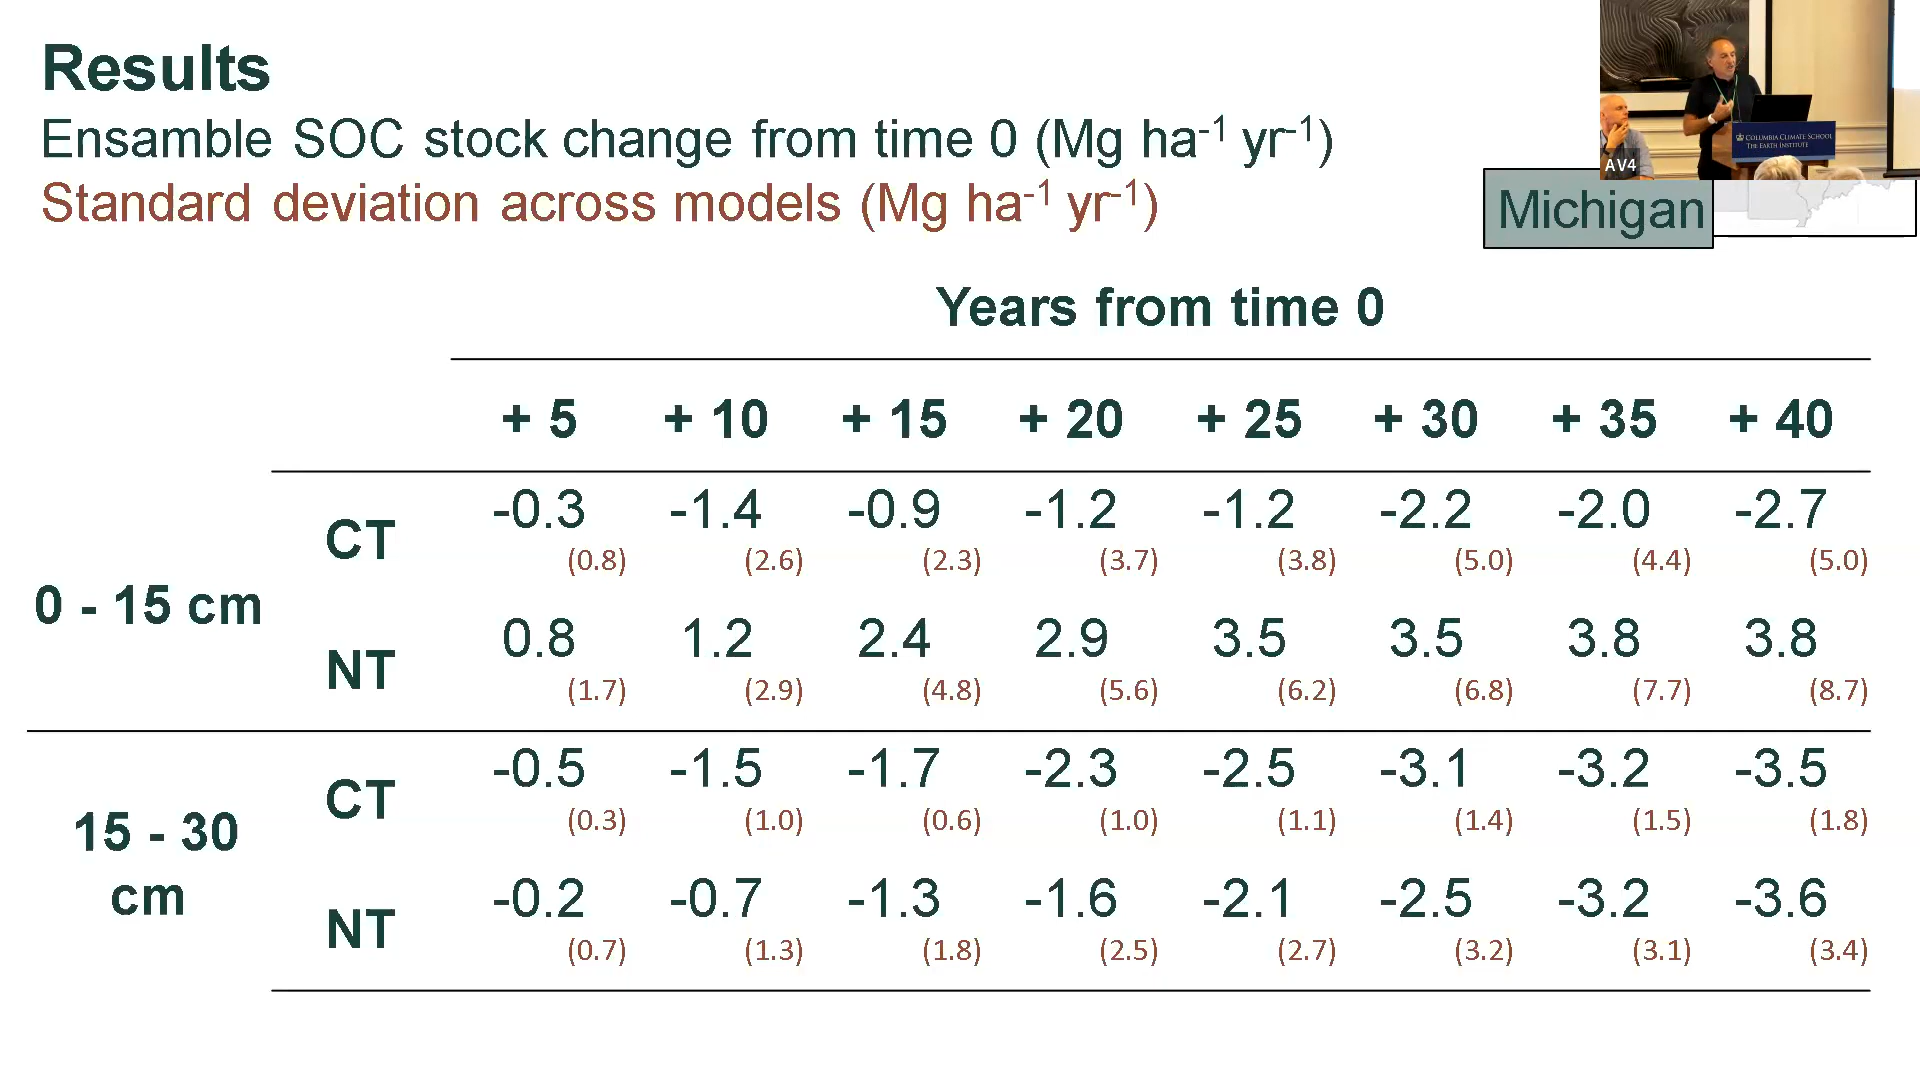 Results
Ensamble SOC stock change from time 0 (Mg ha-1 yr-1)
Standard deviation across models (Mg ha-1 yr-1)
AV4
COLUMBIA CLIMATE SCHOOL
THE EARTH INSTITUTE
Michigan
Years from time 0
+ 5 + 10 + 15 + 20 + 25 + 30 + 35 + 40
0 - 15 cm
CT
-0.3 -1.4 -0.9 -1.2 -1.2 -2.2 -2.0 -2.7
(0.8) (2.6) (2.3) (3.7) (3.8) (5.0) (4.4) (5.0)
NT
0.8 1.2 2.4 2.9 3.5 3.5 3.8 3.8
(1.7) (2.9) (4.8) (5.6) (6.2) (6.8) (7.7) (8.7)
15 - 30
cm
CT
-0.5 -1.5 -1.7 -2.3 -2.5 -3.1 -3.2 -3.5
(0.3) (1.0) (0.6) (1.0) (1.1) (1.4) (1.5) (1.8)
NT
-0.2 -0.7 -1.3 -1.6 -2.1 -2.5 -3.2 -3.6
(0.7) (1.3) (1.8) (2.5) (2.7) (3.2) (3.1) (3.4)